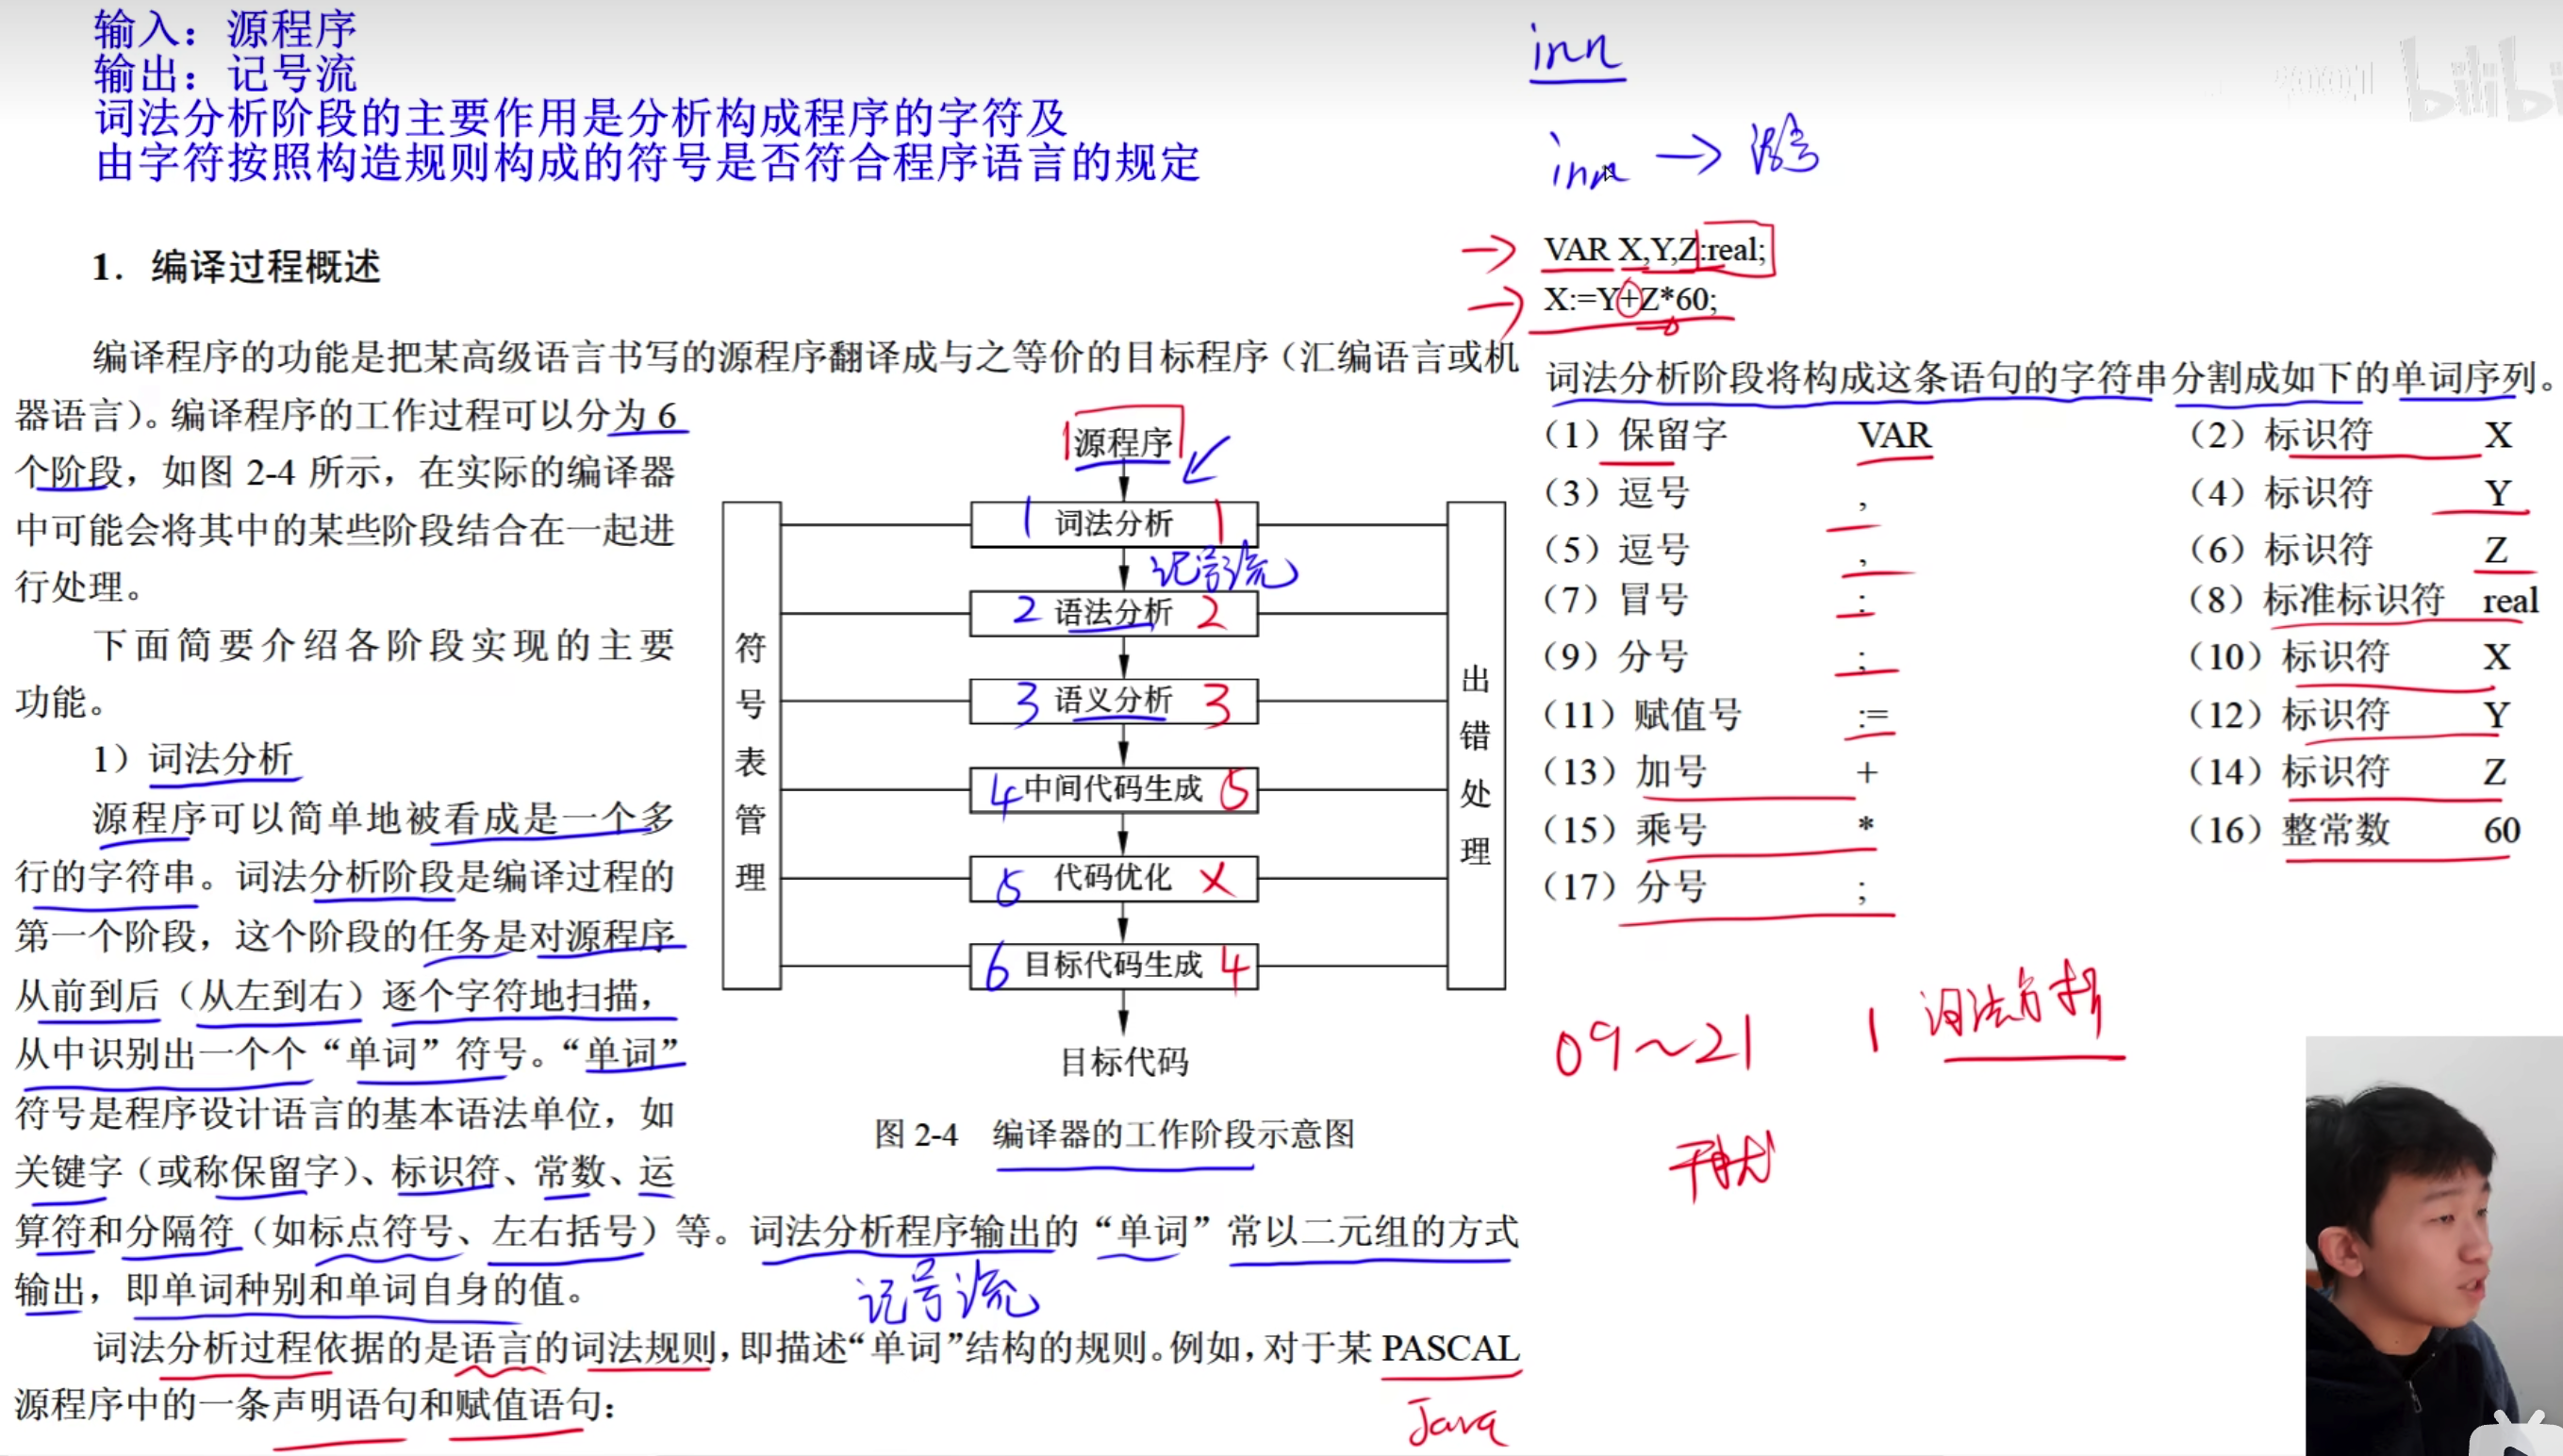 输入：源程序
输出：记号流
词法分析阶段的主要作用是分析构成程序的字符及
由字符按照构造规则构成的符号是否符合程序语言的规定
1. 编译过程概述
编译程序的功能是把某高级语言书写的源程序翻译成与之等价的目标程序（汇编语言或机
器语言）。编译程序的工作过程可以分为 6
个阶段，如图 2-4 所示，在实际的编译器
中可能会将其中的某些阶段结合在一起进
行处理。
下面简要介绍各阶段实现的主要
功能。
1）词法分析
源程序可以简单地被看成是一个多
行的字符串。词法分析阶段是编译过程的
第一个阶段，这个阶段的任务是对源程序
从前到后（从左到右）逐个字符地扫描，
从中识别出一个个“单词”符号。“单词”
符号是程序设计语言的基本语法单位，如
关键字（或称保留字）、标识符、常数、运
算符和分隔符（如标点符号、左右括号）等。词法分析程序输出的“单词”常以二元组的方式
输出，即单词种别和单词自身的值。
记号流
词法分析过程依据的是语言的词法规则，即描述“单词”结构的规则。例如，对于某 PASCAL
源程序中的一条声明语句和赋值语句：
Java
源程序
1 词法分析 1
记号流
2 语法分析 2
3 语义分析 3
4 中间代码生成 5
5 代码优化 X
6 目标代码生成 4
目标代码
符号表管理
出错处理
图 2-4 编译器的工作阶段示意图
inn
inn →
bilibi
VAR X,Y,Z:real;
X:=Y+Z*60;
词法分析阶段将构成这条语句的字符串分割成如下的单词序列。
（1）保留字 VAR （2）标识符 X
（3）逗号 , （4）标识符 Y
（5）逗号 , （6）标识符 Z
（7）冒号 : （8）标准标识符 real
（9）分号 ; （10）标识符 X
（11）赋值号 := （12）标识符 Y
（13）加号 + （14）标识符 Z
（15）乘号 * （16）整常数 60
（17）分号 ;
09~21 1 词法分析